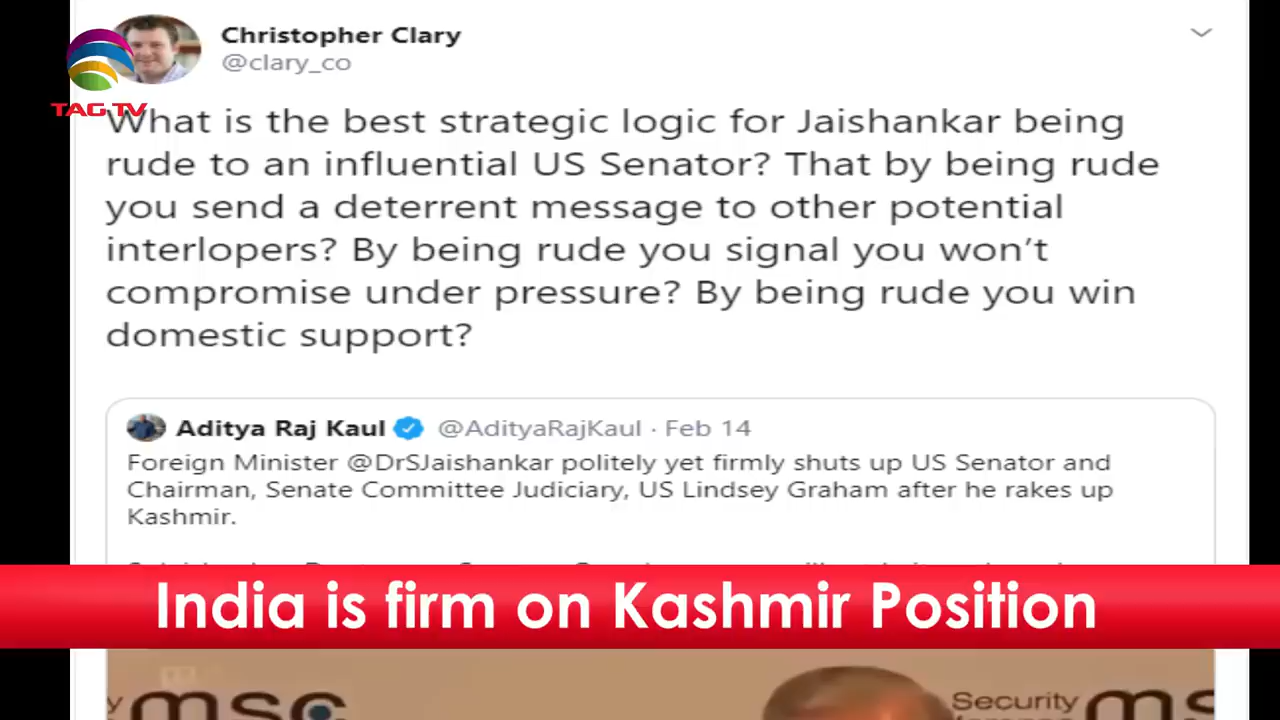 Christopher Clary
@clary_co
TAG TV
What is the best strategic logic for Jaishankar being
rude to an influential US Senator? That by being rude
you send a deterrent message to other potential
interlopers? By being rude you signal you won’t
compromise under pressure? By being rude you win
domestic support?
Aditya Raj Kaul @AdityaRajKaul · Feb 14
Foreign Minister @DrSJaishankar politely yet firmly shuts up US Senator and
Chairman, Senate Committee Judiciary, US Lindsey Graham after he rakes up
Kashmir.
India is firm on Kashmir Position
msc
Security